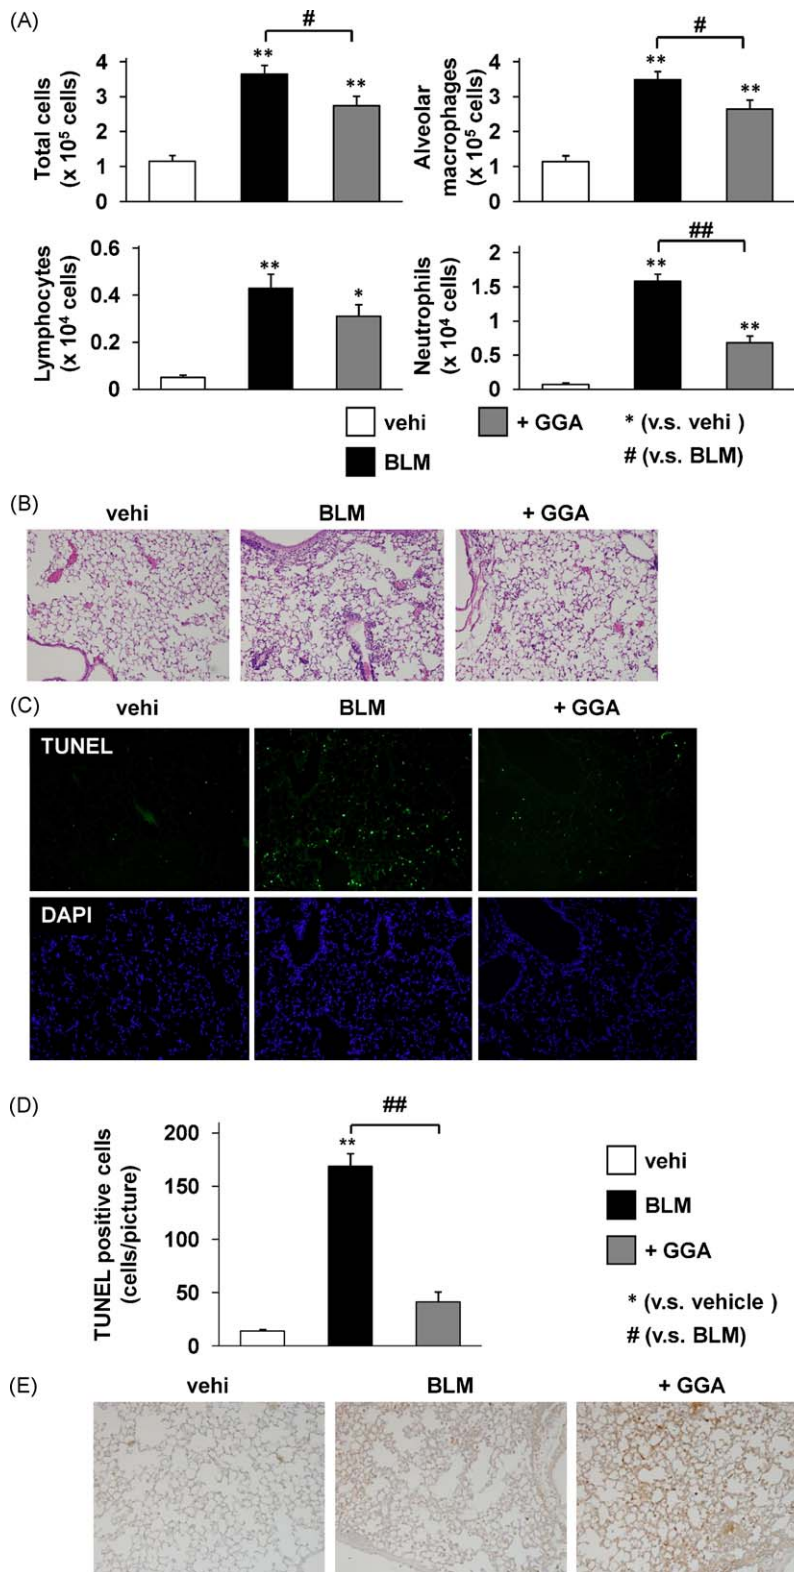 (A)
#
Total cells
(x 10⁵ cells)
4
3
2
1
0
**
**
#
Alveolar
macrophages
(x 10⁵ cells)
4
3
2
1
0
**
**
Lymphocytes
(x 10⁴ cells)
0.6
0.4
0.2
0
**
*
##
Neutrophils
(x 10⁴ cells)
2
1.5
1
0.5
0
**
**
vehi
+ GGA
* (v.s. vehi )
BLM
# (v.s. BLM)
(B)
vehi BLM + GGA
(C)
vehi BLM + GGA
TUNEL
DAPI
(D)
##
TUNEL positive cells
(cells/picture)
200
150
100
50
0
**
vehi
BLM
+ GGA
* (v.s. vehicle )
# (v.s. BLM)
(E)
vehi BLM + GGA